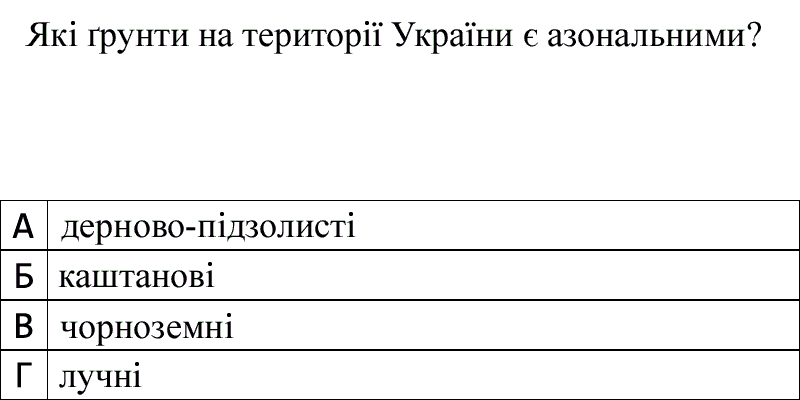 Які ґрунти на території України є азональними?
А дерново-підзолисті
Б каштанові
В чорноземні
Г лучні